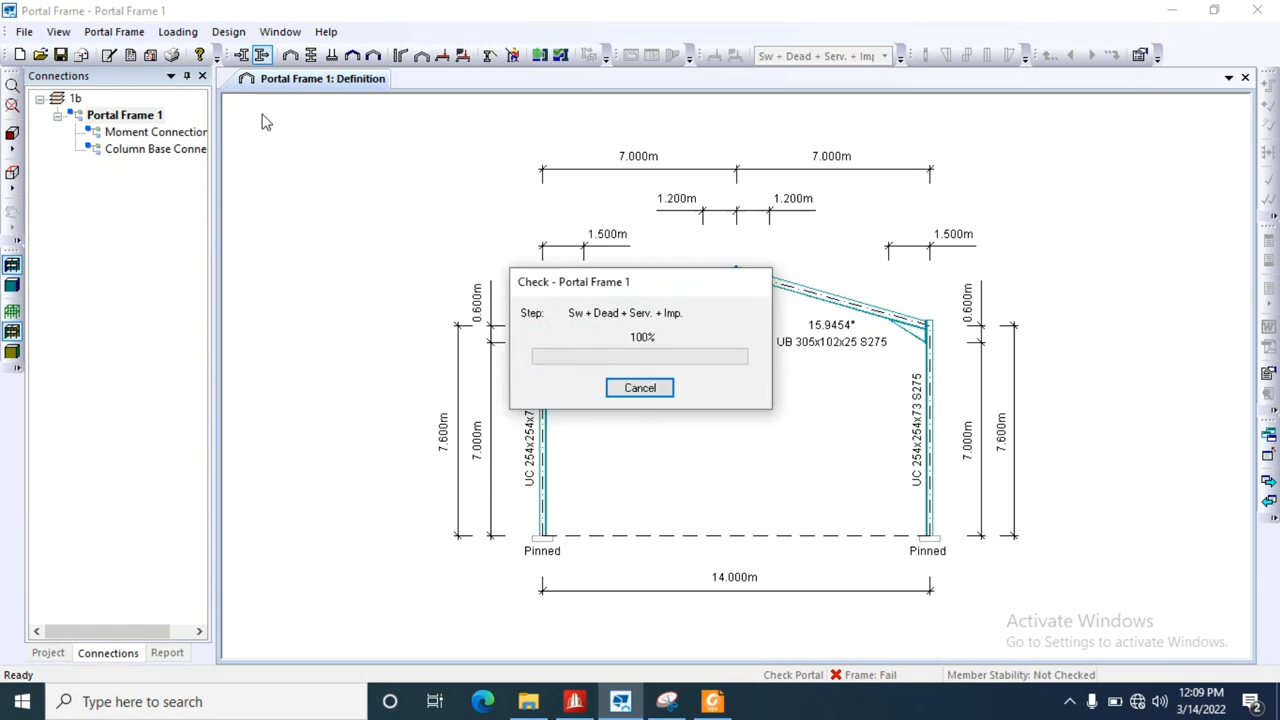 Portal Frame - Portal Frame 1
File View Portal Frame Loading Design Window Help
Sw + Dead + Serv. + Imp
Connections
Portal Frame 1: Definition
1b
Portal Frame 1
Moment Connection
Column Base Conne
7.000m 7.000m
1.200m 1.200m
1.500m 1.500m
Check - Portal Frame 1
Step: Sw + Dead + Serv. + Imp.
100%
Cancel
0.600m 0.600m
15.9454°
UB 305x102x25 S275
7.600m 7.000m UC 254x254x7 UC 254x254x73 S275 7.000m 7.600m
Pinned Pinned
14.000m
Activate Windows
Go to Settings to activate Windows.
Project Connections Report
Ready Check Portal Frame: Fail Member Stability: Not Checked
Type here to search
12:09 PM
3/14/2022
2